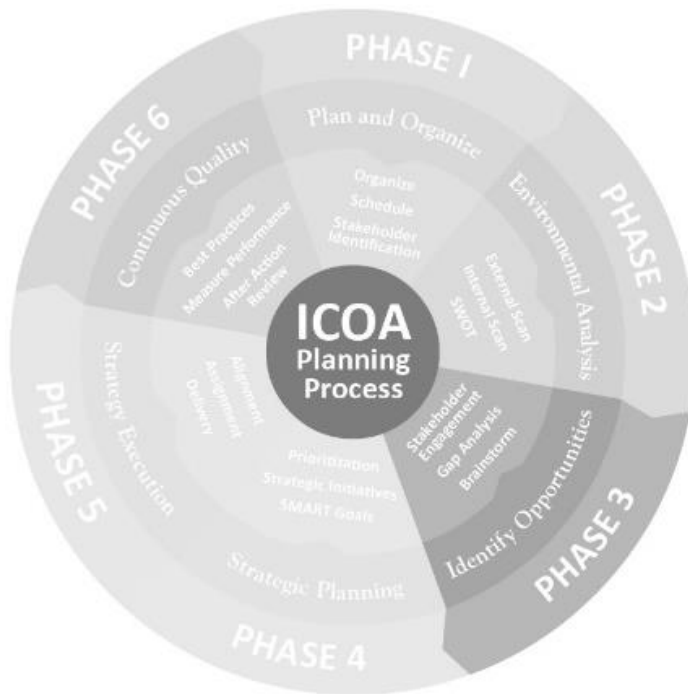 PHASE I
Plan and Organize
Organize
Schedule
Stakeholder
Identification
PHASE 2
Environmental Analysis
External Scan
Internal Scan
SWOT
PHASE 3
Identify Opportunities
Stakeholder
Engagement
Gap Analysis
Brainstorm
PHASE 4
Strategic Planning
Prioritization
Strategic Initiatives
SMART Goals
PHASE 5
Strategy Execution
Alignment
Assignment
Delivery
PHASE 6
Continuous Quality
Best Practices
Measure Performance
After Action
Review
ICOA
Planning
Process